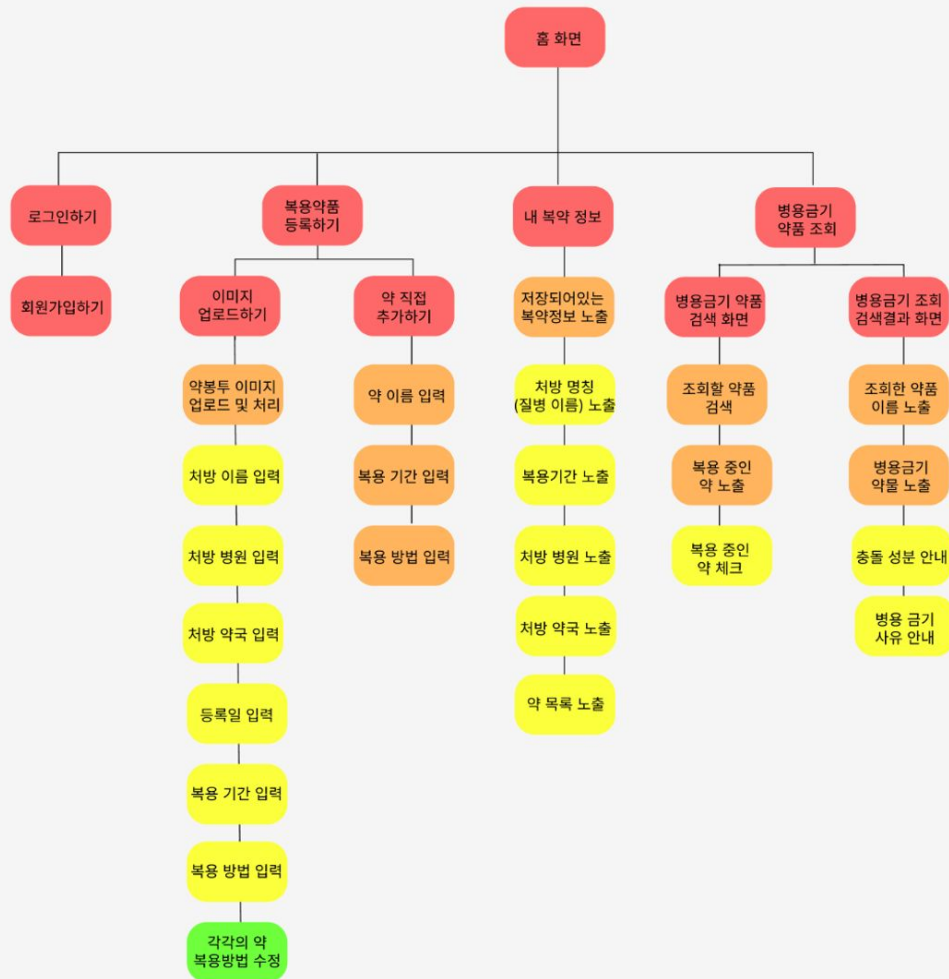 홈 화면
로그인하기
복용약품
등록하기
내 복약 정보
병용금기
약품 조회
회원가입하기
이미지
업로드하기
약 직접
추가하기
저장되어있는
복약정보 노출
병용금기 약품
검색 화면
병용금기 조회
검색결과 화면
약봉투 이미지
업로드 및 처리
약 이름 입력
처방 명칭
(질병 이름) 노출
조회할 약품
검색
조회한 약품
이름 노출
처방 이름 입력
복용 기간 입력
복용기간 노출
복용 중인
약 노출
병용금기
약물 노출
처방 병원 입력
복용 방법 입력
처방 병원 노출
복용 중인
약 체크
충돌 성분 안내
처방 약국 입력
처방 약국 노출
병용 금기
사유 안내
등록일 입력
약 목록 노출
복용 기간 입력
복용 방법 입력
각각의 약
복용방법 수정